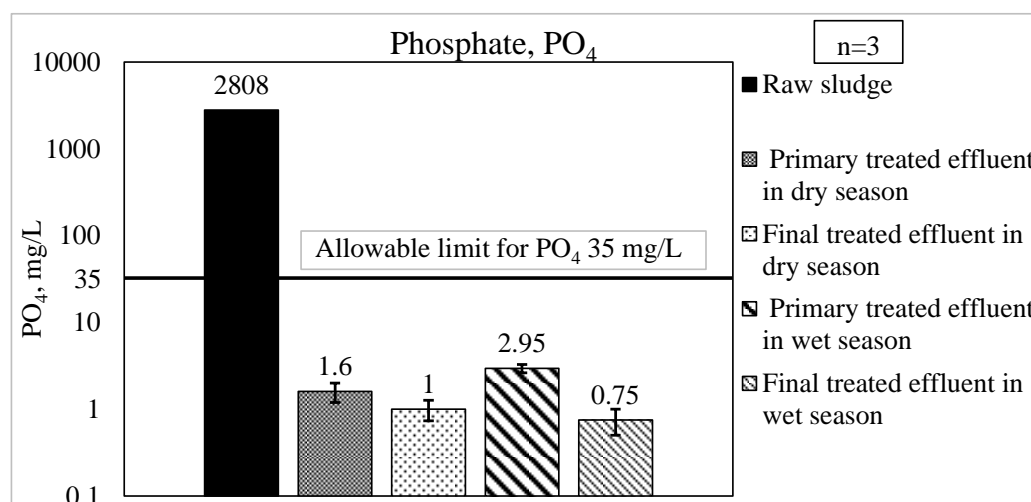 Phosphate, PO4
n=3
10000
1000
100
35
10
1
0.1
PO4, mg/L
2808
Allowable limit for PO4 35 mg/L
1.6
1
2.95
0.75
Raw sludge
Primary treated effluent
in dry season
Final treated effluent in
dry season
Primary treated effluent
in wet season
Final treated effluent in
wet season